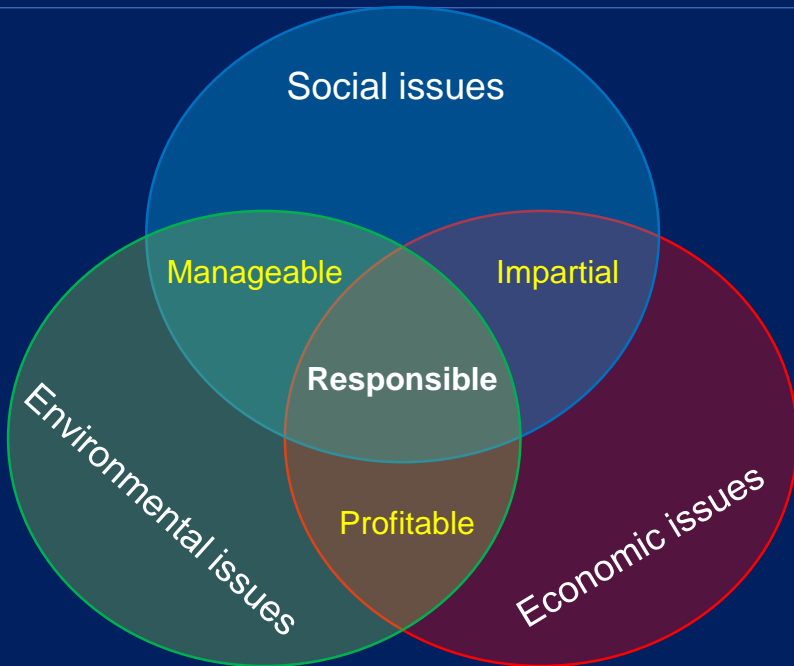 Social issues
Manageable
Impartial
Responsible
Environmental issues
Profitable
Economic issues